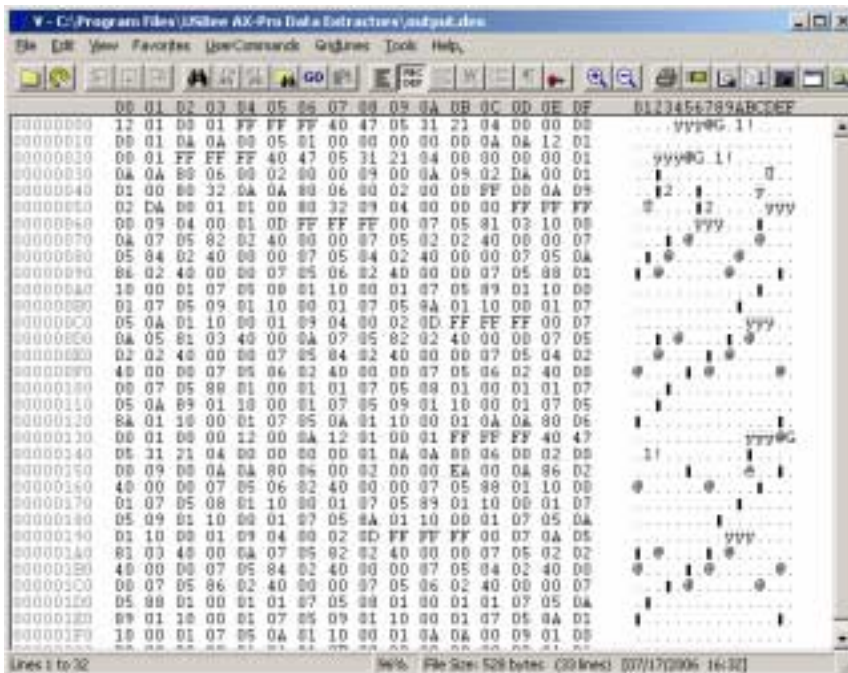 V - C:\Program Files\USBee AX-Pro Data Extractors\output.dex
File Edit View Favorites UserCommands Gridlines Tools Help
GO ABC DEF W
00 01 02 03 04 05 06 07 08 09 0A 0B 0C 0D 0E 0F 0123456789ABCDEF
00000000 12 01 00 01 FF FF FF 40 47 05 31 21 04 00 00 00 ....yyy@G.1!....
00000010 00 01 0A 0A 00 05 01 00 00 00 00 00 0A 0A 12 01
00000020 00 01 FF FF FF 40 47 05 31 21 04 00 00 00 00 01 ..yyy@G.1!......
00000030 0A 0A 80 06 00 02 00 00 09 00 0A 09 02 DA 00 01
00000040 01 00 80 32 0A 0A 80 06 00 02 00 00 FF 00 0A 09
00000050 02 DA 00 01 01 00 80 32 09 04 00 00 00 FF FF FF
00000060 00 09 04 00 01 0D FF FF FF 00 07 05 81 03 10 00
00000070 0A 07 05 82 02 40 00 00 07 05 02 02 40 00 00 07
00000080 05 84 02 40 00 00 07 05 04 02 40 00 00 07 05 0A
00000090 86 02 40 00 00 07 05 06 02 40 00 00 07 05 88 01
000000A0 10 00 01 07 05 08 01 10 00 01 07 05 89 01 10 00
000000B0 01 07 05 09 01 10 00 01 07 05 8A 01 10 00 01 07
000000C0 05 0A 01 10 00 01 09 04 00 02 0D FF FF FF 00 07
000000D0 0A 05 81 03 40 00 0A 07 05 82 02 40 00 00 07 05
000000E0 02 02 40 00 00 07 05 84 02 40 00 00 07 05 04 02
000000F0 40 00 00 07 05 86 02 40 00 00 07 05 06 02 40 00
00000100 00 07 05 88 01 00 01 01 07 05 08 01 00 01 01 07
00000110 05 0A 89 01 10 00 01 07 05 09 01 10 00 01 07 05
00000120 8A 01 10 00 01 07 05 0A 01 10 00 01 0A 0A 80 06
00000130 00 01 00 00 12 00 0A 12 01 00 01 FF FF FF 40 47
00000140 05 31 21 04 00 00 00 00 01 0A 0A 80 06 00 02 00
00000150 00 09 00 0A 0A 80 06 00 02 00 00 EA 00 0A 86 02
00000160 40 00 00 07 05 06 02 40 00 00 07 05 88 01 10 00
00000170 01 07 05 08 01 10 00 01 07 05 89 01 10 00 01 07
00000180 05 09 01 10 00 01 07 05 8A 01 10 00 01 07 05 0A
00000190 01 10 00 01 09 04 00 02 0D FF FF FF 00 07 0A 05
000001A0 81 03 40 00 0A 07 05 82 02 40 00 00 07 05 02 02
000001B0 40 00 00 07 05 84 02 40 00 00 07 05 04 02 40 00
000001C0 00 07 05 86 02 40 00 00 07 05 06 02 40 00 00 07
000001D0 05 88 01 00 01 01 07 05 08 01 00 01 01 07 05 0A
000001E0 89 01 10 00 01 07 05 09 01 10 00 01 07 05 0A 01
000001F0 10 00 01 07 05 0A 01 10 00 01 0A 0A 00 09 01 00
Lines 1 to 32 96% File Size: 528 bytes (33 lines) [07/17/2006 16:32]